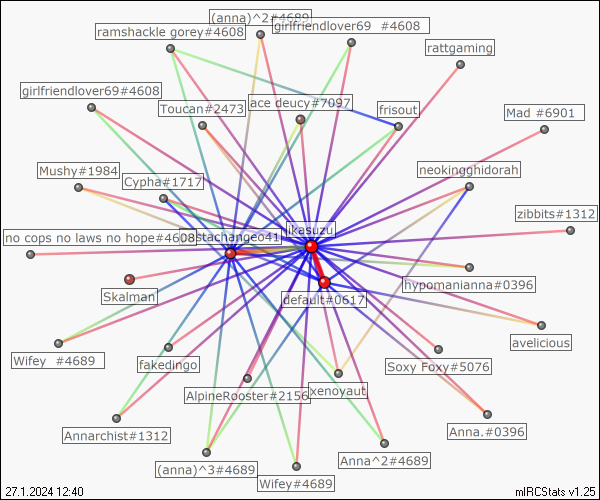 (anna)^2#4689
girlfriendlover69 #4608
ramshackle gorey#4608
rattgaming
girlfriendlover69#4608
ace deucy#7097
Toucan#2473
frisout
Mad #6901
Mushy#1984
Cypha#1717
neokingghidorah
zibbits#1312
no cops no laws no hope#4608
stachangeo41
likasuzu
Skalman
default#0617
hypomanianna#0396
avelicious
Wifey #4689
fakedingo
Soxy Foxy#5076
AlpineRooster#2156
xenoyaut
Annarchist#1312
Anna.#0396
(anna)^3#4689
Anna^2#4689
Wifey#4689
27.1.2024 12:40
mIRCStats v1.25